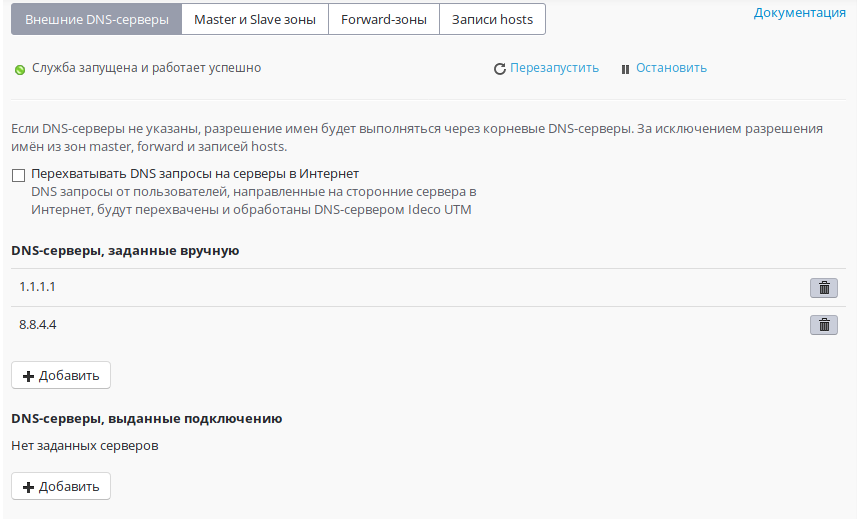 Внешние DNS-серверы Master и Slave зоны Forward-зоны Записи hosts Документация
Служба запущена и работает успешно Перезапустить Остановить
Если DNS-серверы не указаны, разрешение имен будет выполняться через корневые DNS-серверы. За исключением разрешения
имён из зон master, forward и записей hosts.
Перехватывать DNS запросы на серверы в Интернет
DNS запросы от пользователей, направленные на сторонние сервера в
Интернет, будут перехвачены и обработаны DNS-сервером Ideco UTM
DNS-серверы, заданные вручную
1.1.1.1
8.8.4.4
Добавить
DNS-серверы, выданные подключению
Нет заданных серверов
Добавить